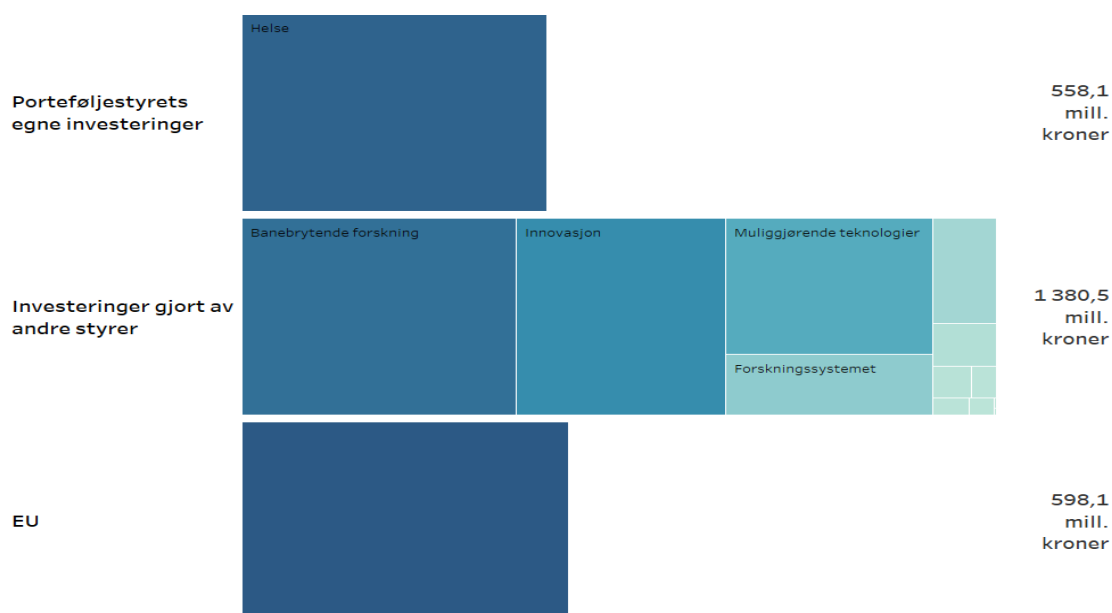 Helse
Porteføljestyrets
egne investeringer
558,1
mill.
kroner
Banebrytende forskning
Innovasjon
Muliggjørende teknologier
Forskningssystemet
Investeringer gjort av
andre styrer
1 380,5
mill.
kroner
EU
598,1
mill.
kroner